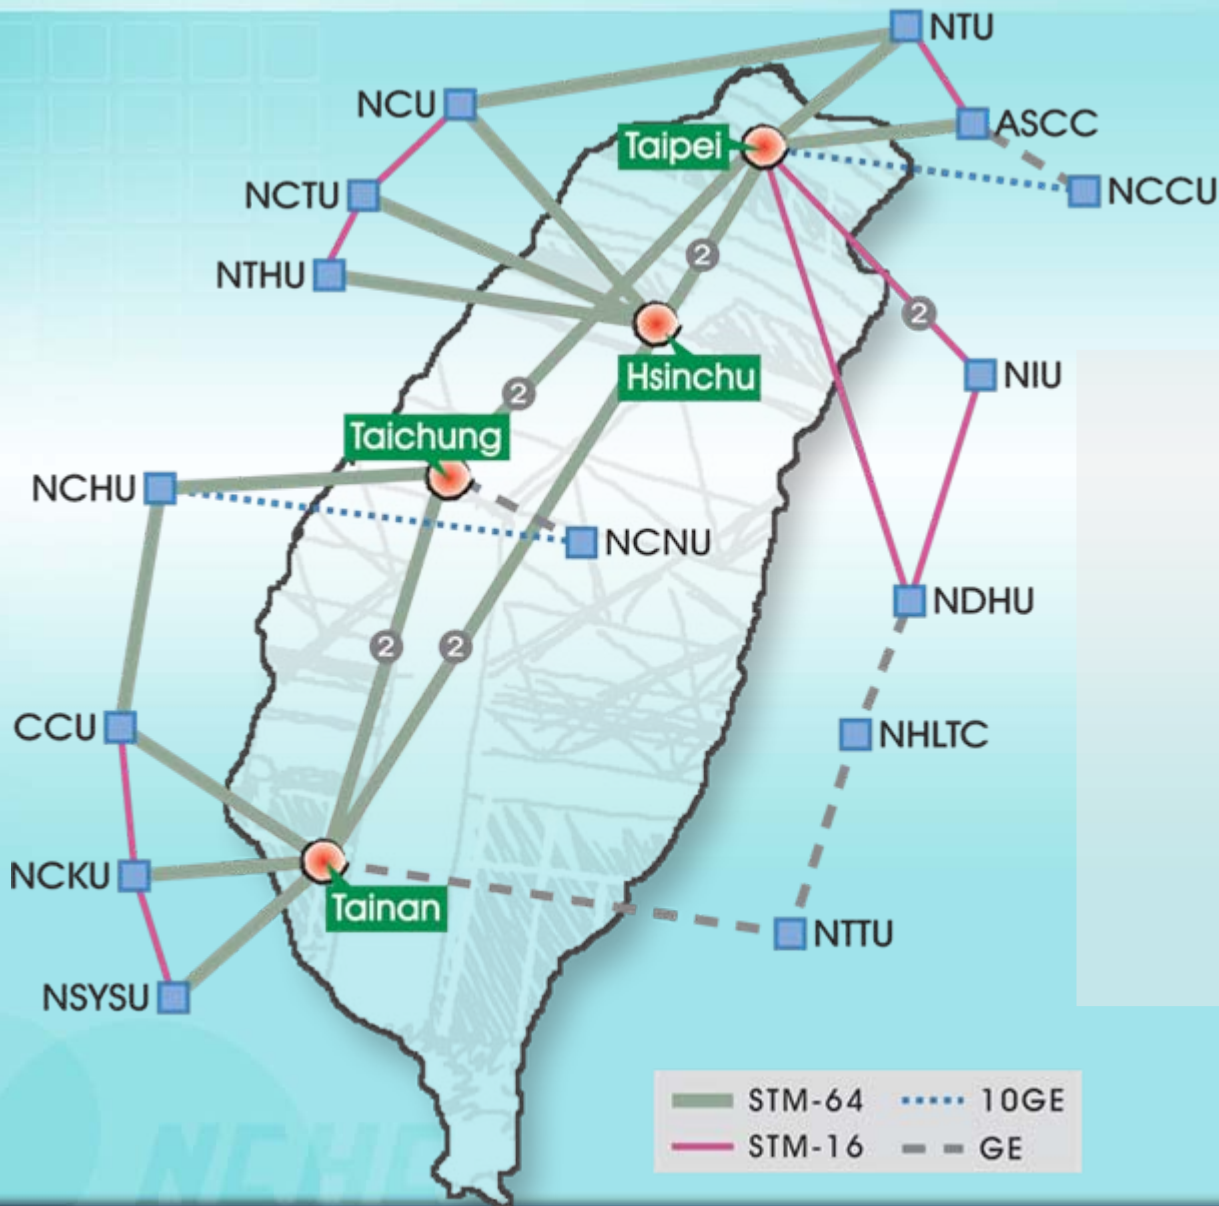 NTU
NCU
ASCC
Taipei
NCTU
NCCU
2
NTHU
2
Hsinchu
NIU
2
Taichung
NCHU
NCNU
NDHU
2
2
CCU
NHLTC
NCKU
Tainan
NTTU
NSYSU
STM-64
10GE
STM-16
GE
NCHC